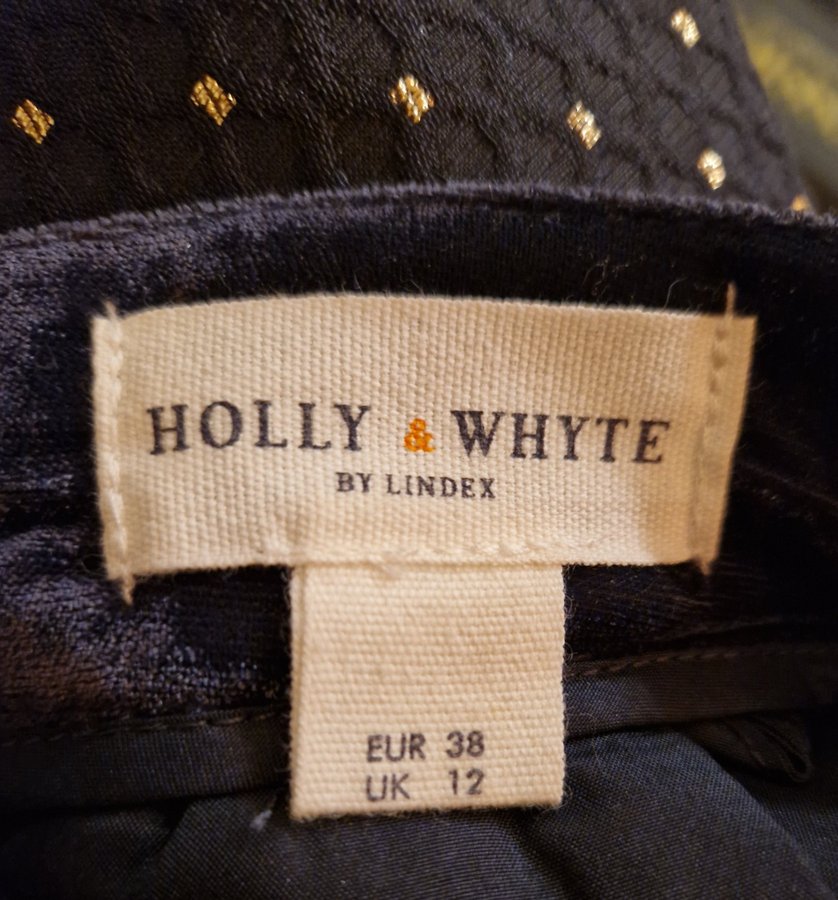 HOLLY & WHYTE
BY LINDEX
EUR 38
UK 12